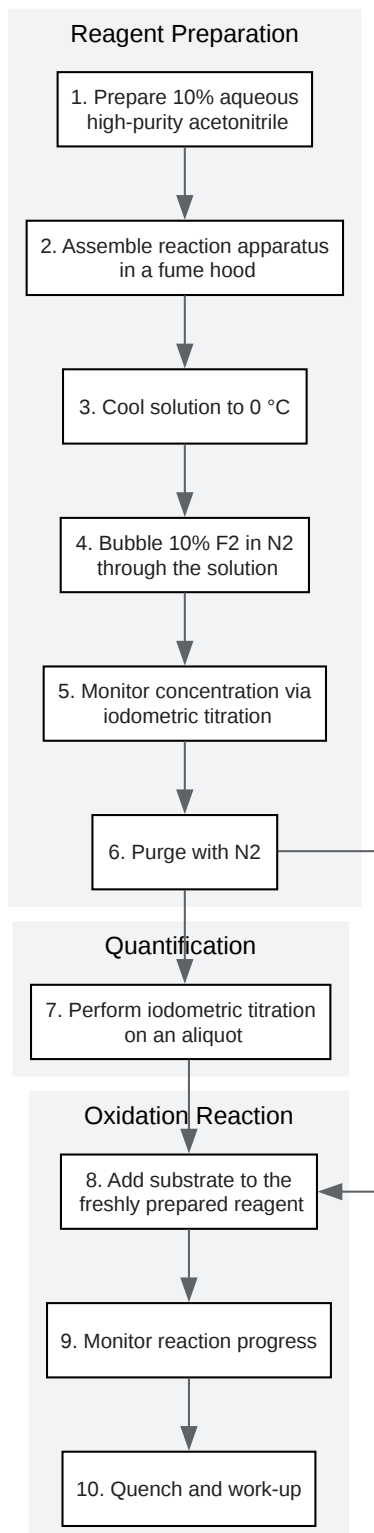 Reagent Preparation
1. Prepare 10% aqueous
high-purity acetonitrile
2. Assemble reaction apparatus
in a fume hood
3. Cool solution to 0 °C
4. Bubble 10% F2 in N2
through the solution
5. Monitor concentration via
iodometric titration
6. Purge with N2
Quantification
7. Perform iodometric titration
on an aliquot
Oxidation Reaction
8. Add substrate to the
freshly prepared reagent
9. Monitor reaction progress
10. Quench and work-up